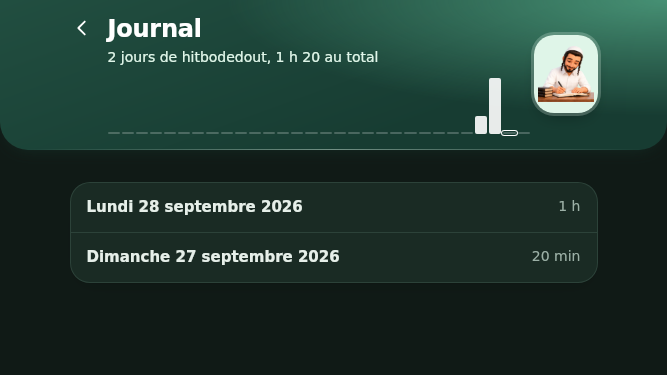 Journal
2 jours de hitbodedout, 1 h 20 au total
Lundi 28 septembre 2026 1 h
Dimanche 27 septembre 2026 20 min